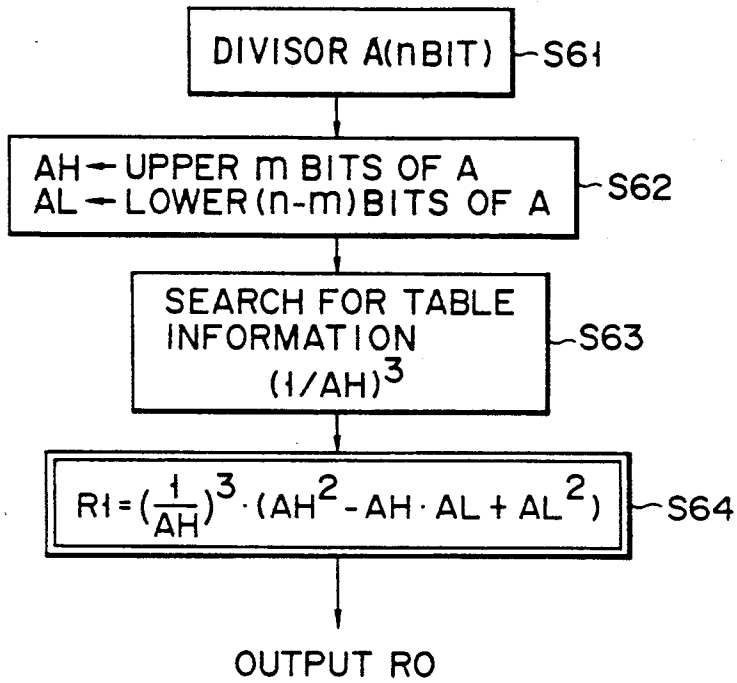 DIVISOR A(nBIT)
S61
AH←UPPER m BITS OF A
AL←LOWER(n-m)BITS OF A
S62
SEARCH FOR TABLE
INFORMATION
(1/AH)³
S63
R1=(1/AH)³·(AH²-AH·AL+AL²)
S64
OUTPUT RO